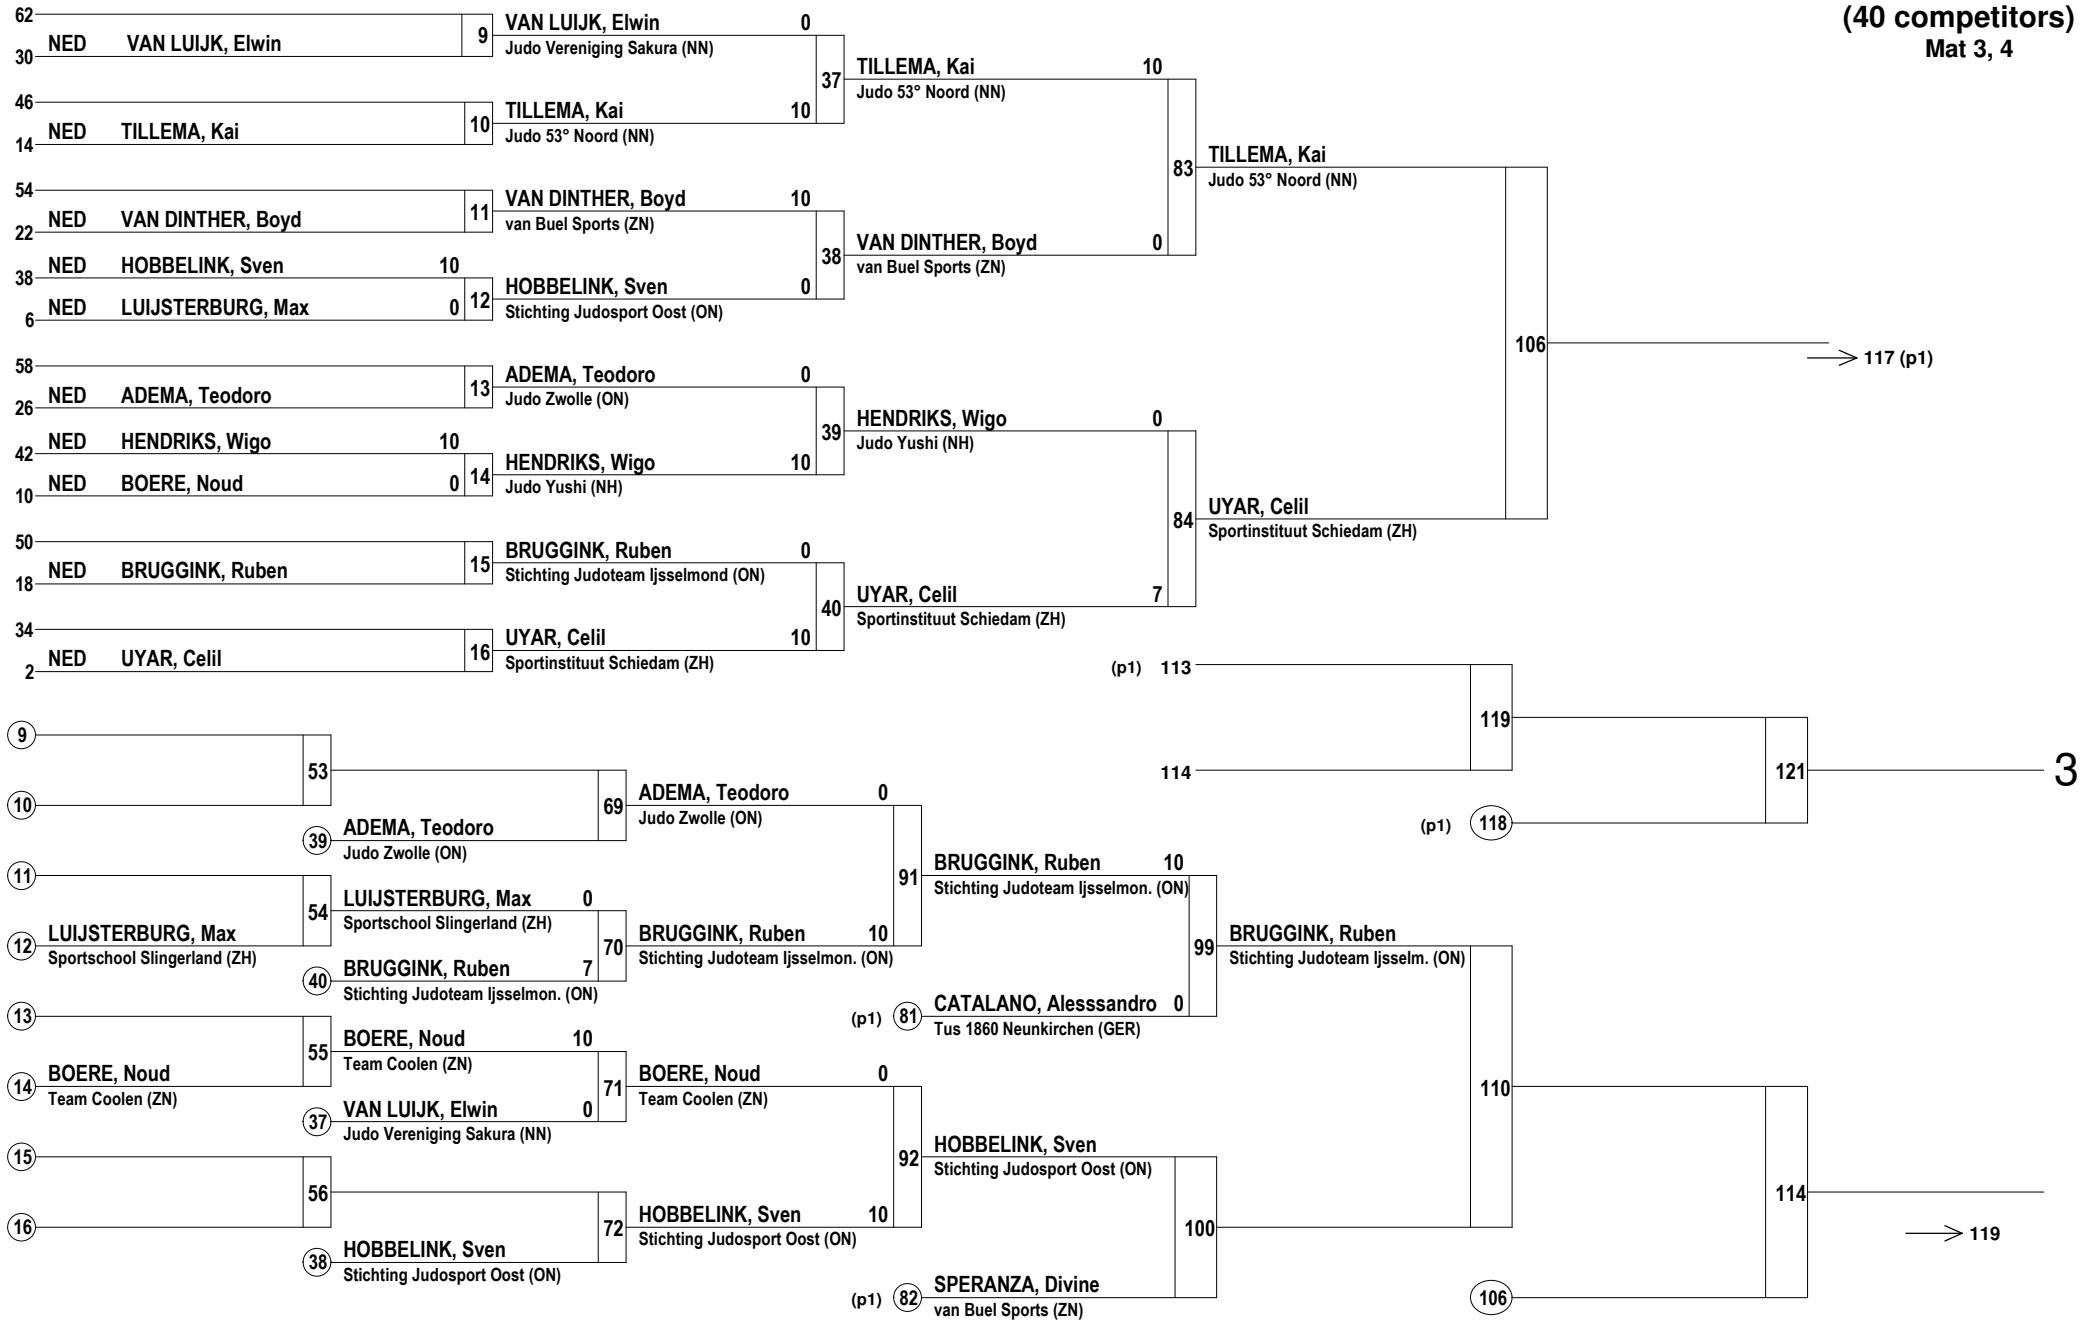 (40 competitors)
Mat 3, 4
62
NED VAN LUIJK, Elwin
30
9
VAN LUIJK, Elwin 0
Judo Vereniging Sakura (NN)
37
TILLEMA, Kai 10
Judo 53° Noord (NN)
46
NED TILLEMA, Kai
14
10
TILLEMA, Kai 10
Judo 53° Noord (NN)
83
TILLEMA, Kai
Judo 53° Noord (NN)
54
NED VAN DINTHER, Boyd
22
11
VAN DINTHER, Boyd 10
van Buel Sports (ZN)
38
VAN DINTHER, Boyd 0
van Buel Sports (ZN)
NED HOBBELINK, Sven 10
38
NED LUIJSTERBURG, Max 0
6
12
HOBBELINK, Sven 0
Stichting Judosport Oost (ON)
106
117 (p1)
58
NED ADEMA, Teodoro
26
13
ADEMA, Teodoro 0
Judo Zwolle (ON)
39
HENDRIKS, Wigo 0
Judo Yushi (NH)
NED HENDRIKS, Wigo 10
42
NED BOERE, Noud 0
10
14
HENDRIKS, Wigo 10
Judo Yushi (NH)
84
UYAR, Celil
Sportinstituut Schiedam (ZH)
50
NED BRUGGINK, Ruben
18
15
BRUGGINK, Ruben 0
Stichting Judoteam Ijsselmond (ON)
40
UYAR, Celil 7
Sportinstituut Schiedam (ZH)
34
NED UYAR, Celil
2
16
UYAR, Celil 10
Sportinstituut Schiedam (ZH)
(p1) 113
119
114
121
3
(p1) 118
9
53
10
69
ADEMA, Teodoro 0
Judo Zwolle (ON)
39
ADEMA, Teodoro
Judo Zwolle (ON)
91
BRUGGINK, Ruben 10
Stichting Judoteam Ijsselmon. (ON)
11
54
LUIJSTERBURG, Max 0
Sportschool Slingerland (ZH)
12
LUIJSTERBURG, Max
Sportschool Slingerland (ZH)
70
BRUGGINK, Ruben 10
Stichting Judoteam Ijsselmon. (ON)
40
BRUGGINK, Ruben 7
Stichting Judoteam Ijsselmon. (ON)
99
BRUGGINK, Ruben
Stichting Judoteam Ijsselm. (ON)
(p1) 81
CATALANO, Alesssandro 0
Tus 1860 Neunkirchen (GER)
13
55
BOERE, Noud 10
Team Coolen (ZN)
14
BOERE, Noud
Team Coolen (ZN)
71
BOERE, Noud 0
Team Coolen (ZN)
37
VAN LUIJK, Elwin 0
Judo Vereniging Sakura (NN)
110
92
HOBBELINK, Sven
Stichting Judosport Oost (ON)
15
56
16
72
HOBBELINK, Sven 10
Stichting Judosport Oost (ON)
38
HOBBELINK, Sven
Stichting Judosport Oost (ON)
100
114
119
(p1) 82
SPERANZA, Divine
van Buel Sports (ZN)
106